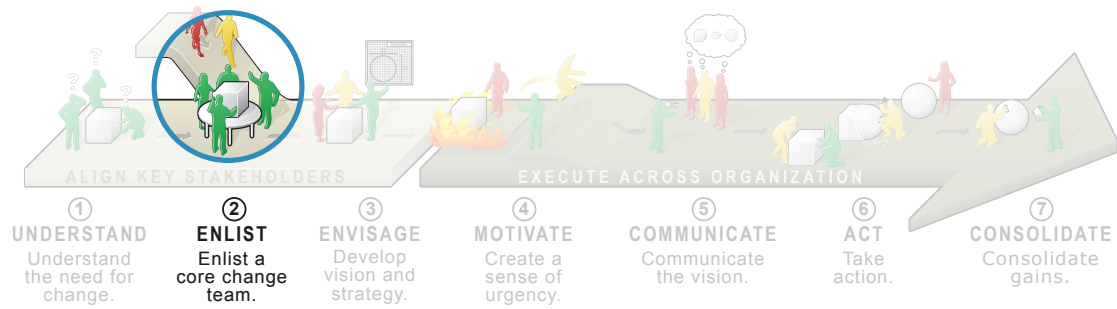 ? ? ?
ALIGN KEY STAKEHOLDERS
EXECUTE ACROSS ORGANIZATION
1
UNDERSTAND
Understand
the need for
change.
2
ENLIST
Enlist a
core change
team.
3
ENVISAGE
Develop
vision and
strategy.
4
MOTIVATE
Create a
sense of
urgency.
5
COMMUNICATE
Communicate
the vision.
6
ACT
Take
action.
7
CONSOLIDATE
Consolidate
gains.